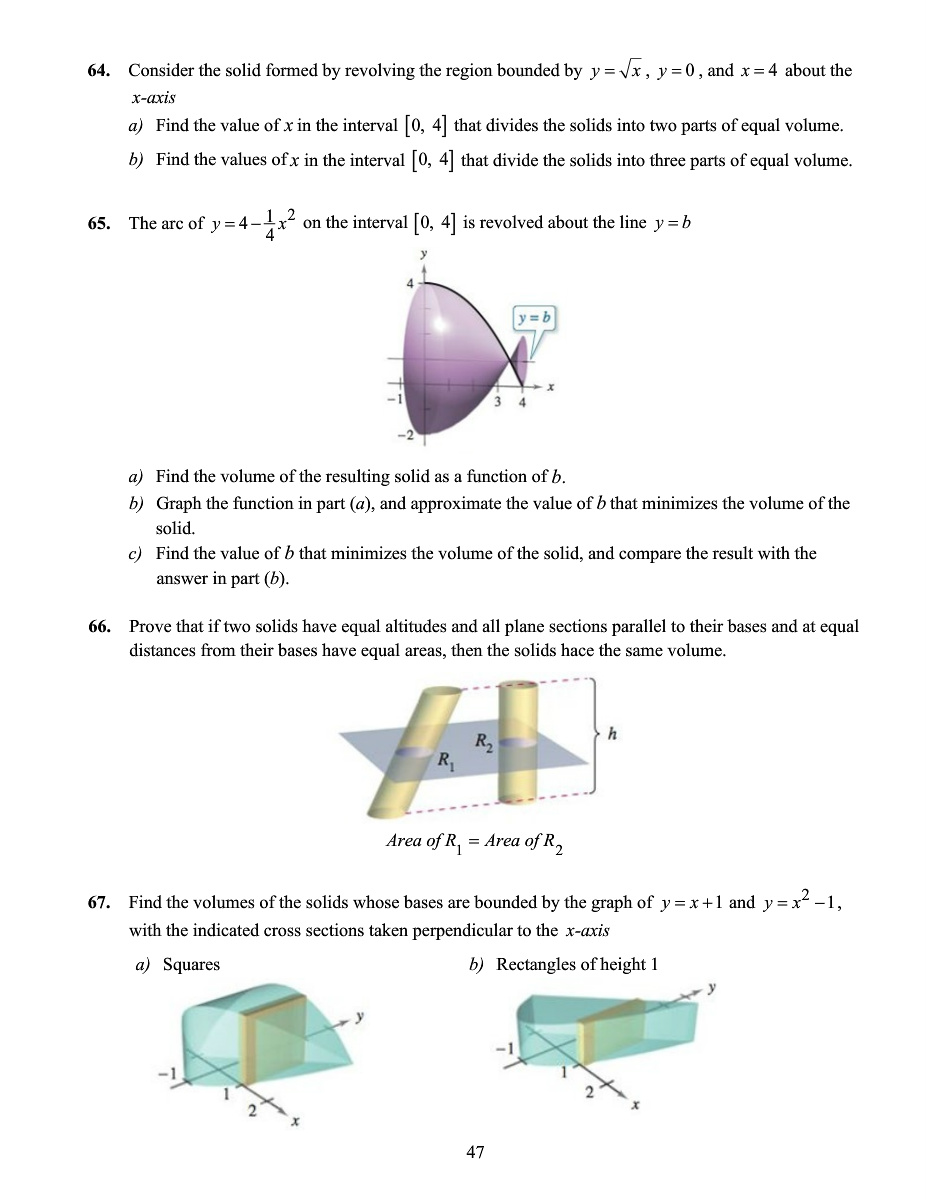 64. Consider the solid formed by revolving the region bounded by y = √x , y = 0 , and x = 4 about the
x-axis
a) Find the value of x in the interval [0, 4] that divides the solids into two parts of equal volume.
b) Find the values of x in the interval [0, 4] that divide the solids into three parts of equal volume.
65. The arc of y = 4 − 1/4 x² on the interval [0, 4] is revolved about the line y = b
y
4
y = b
x
−1
3 4
−2
a) Find the volume of the resulting solid as a function of b.
b) Graph the function in part (a), and approximate the value of b that minimizes the volume of the
solid.
c) Find the value of b that minimizes the volume of the solid, and compare the result with the
answer in part (b).
66. Prove that if two solids have equal altitudes and all plane sections parallel to their bases and at equal
distances from their bases have equal areas, then the solids hace the same volume.
h
R₂
R₁
Area of R₁ = Area of R₂
67. Find the volumes of the solids whose bases are bounded by the graph of y = x + 1 and y = x² − 1 ,
with the indicated cross sections taken perpendicular to the x-axis
a) Squares b) Rectangles of height 1
y
−1
1
2
x
y
−1
1
2
x
47